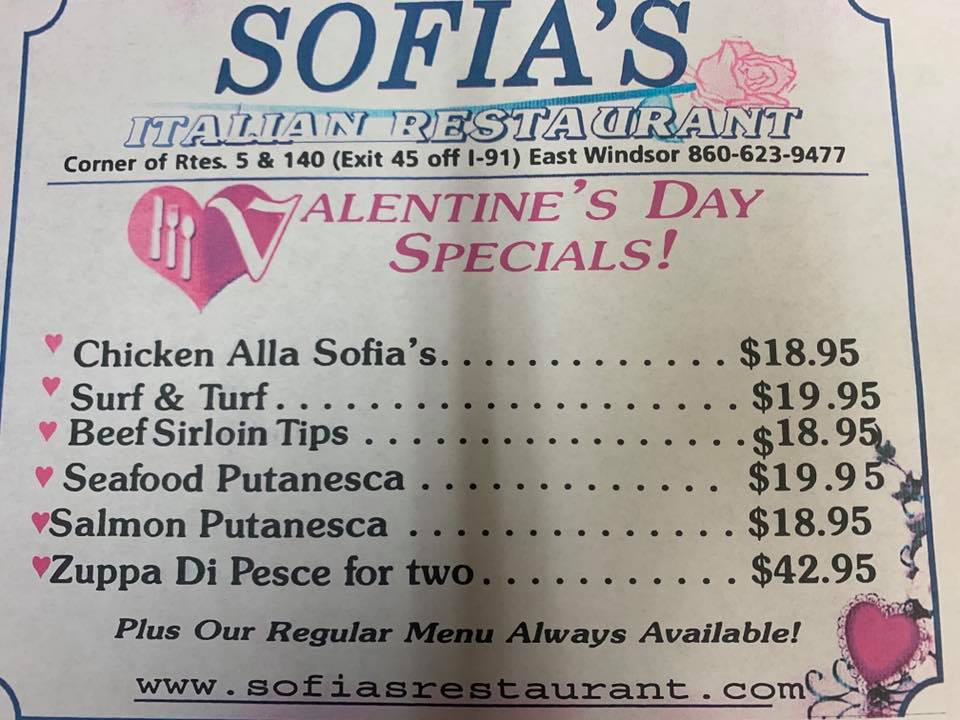 SOFIA'S
ITALIAN RESTAURANT
Corner of Rtes. 5 & 140 (Exit 45 off I-91) East Windsor 860-623-9477
VALENTINE'S DAY
SPECIALS!
Chicken Alla Sofia's. . . . . . . . . . . . . $18.95
Surf & Turf. . . . . . . . . . . . . . . . . . . . . $19.95
Beef Sirloin Tips . . . . . . . . . . . . . . . . . $18.95
Seafood Putanesca . . . . . . . . . . . . . $19.95
Salmon Putanesca . . . . . . . . . . . . . . $18.95
Zuppa Di Pesce for two. . . . . . . . . . . $42.95
Plus Our Regular Menu Always Available!
www.sofiasrestaurant.com